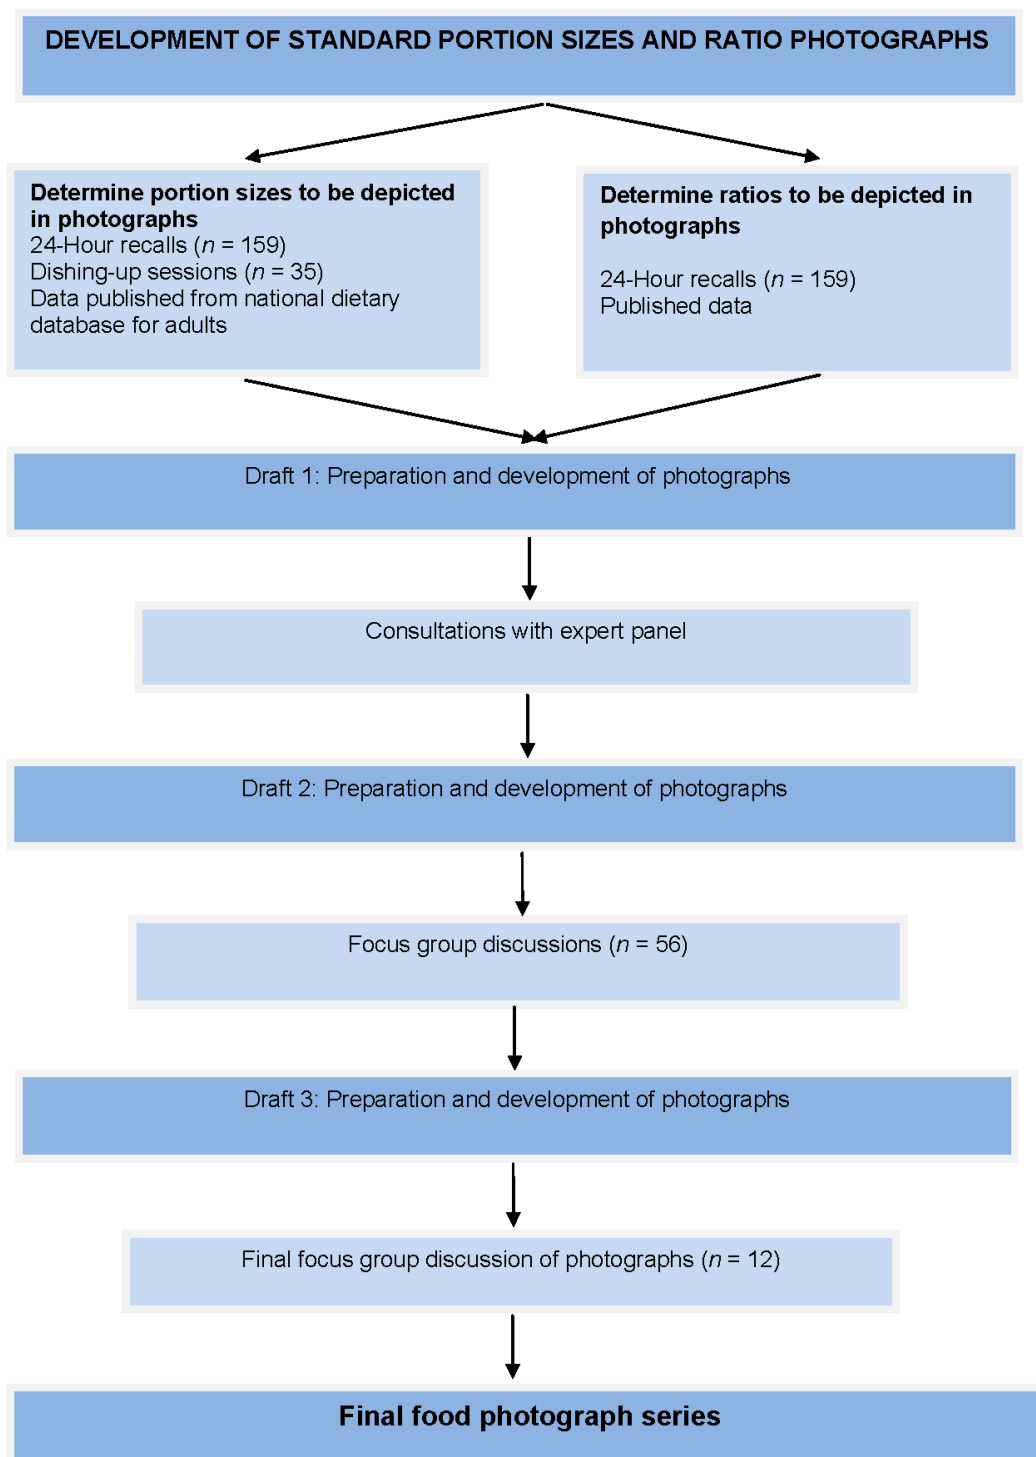 DEVELOPMENT OF STANDARD PORTION SIZES AND RATIO PHOTOGRAPHS
Determine portion sizes to be depicted
in photographs
24-Hour recalls (n = 159)
Dishing-up sessions (n = 35)
Data published from national dietary
database for adults
Determine ratios to be depicted in
photographs
24-Hour recalls (n = 159)
Published data
Draft 1: Preparation and development of photographs
Consultations with expert panel
Draft 2: Preparation and development of photographs
Focus group discussions (n = 56)
Draft 3: Preparation and development of photographs
Final focus group discussion of photographs (n = 12)
Final food photograph series